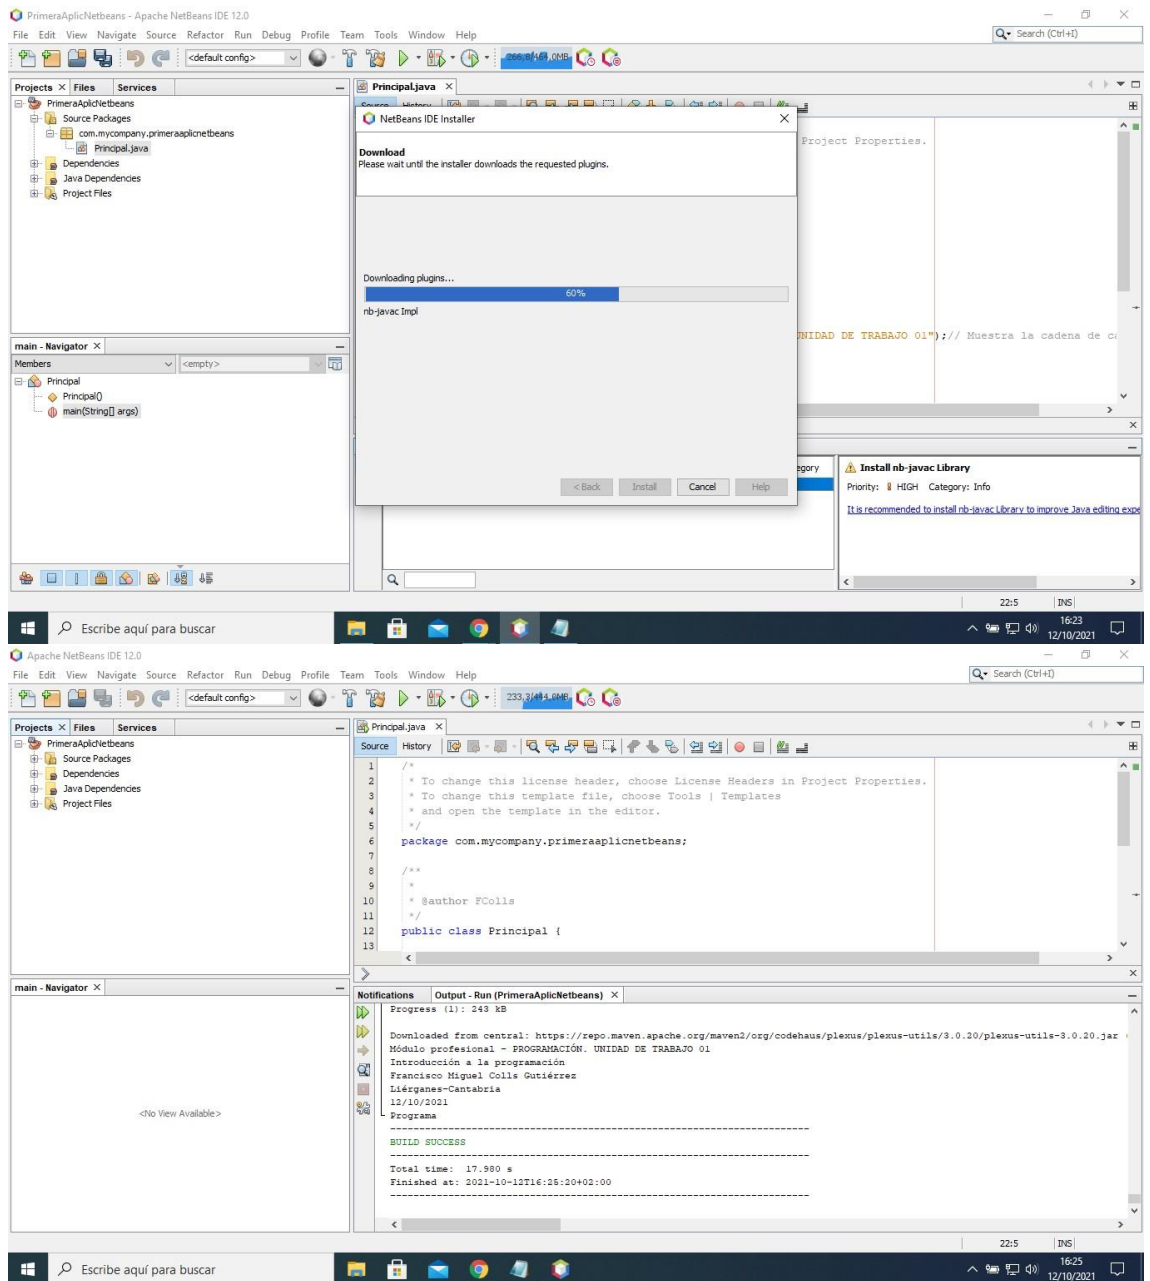 PrimeraAplicNetbeans - Apache NetBeans IDE 12.0
File Edit View Navigate Source Refactor Run Debug Profile Team Tools Window Help
Search (Ctrl+I)
<default config>
Projects Files Services
Principal.java
PrimeraAplicNetbeans
Source Packages
com.mycompany.primeraaplicnetbeans
Principal.java
Dependencies
Java Dependencies
Project Files
NetBeans IDE Installer
Download
Please wait until the installer downloads the requested plugins.
Project Properties.
Downloading plugins...
60%
nb-javac Impl
DE TRABAJO 01");// Muestra la cadena de
main - Navigator
Members <empty>
Principal
Principal()
main(String[] args)
< Back Install Cancel Help
Install nb-javac Library
Priority: HIGH Category: Info
It is recommended to install nb-javac Library to improve Java editing
22:5 INS
Escribe aquí para buscar
16:23
12/10/2021
Apache NetBeans IDE 12.0
File Edit View Navigate Source Refactor Run Debug Profile Team Tools Window Help
Search (Ctrl+I)
<default config>
Projects Files Services
Principal.java
PrimeraAplicNetbeans
Source Packages
Dependencies
Java Dependencies
Project Files
Source History
1 /*
2 * To change this license header, choose License Headers in Project Properties.
3 * To change this template file, choose Tools | Templates
4 * and open the template in the editor.
5 */
6 package com.mycompany.primeraaplicnetbeans;
7
8 /**
9 *
10 * @author FColls
11 */
12 public class Principal {
13
main - Navigator
<No View Available>
Notifications Output - Run (PrimeraAplicNetbeans)
Progress (1): 243 kB
Downloaded from central: https://repo.maven.apache.org/maven2/org/codehaus/plexus/plexus-utils/3.0.20/plexus-utils-3.0.20.jar
Módulo profesional - PROGRAMACIÓN. UNIDAD DE TRABAJO 01
Introducción a la programación
Francisco Miguel Colls Gutiérrez
Liérganes-Cantabria
12/10/2021
Programa
------------------------------------------------------------------------
BUILD SUCCESS
------------------------------------------------------------------------
Total time: 17.980 s
Finished at: 2021-10-12T16:25:20+02:00
------------------------------------------------------------------------
22:5 INS
Escribe aquí para buscar
16:25
12/10/2021